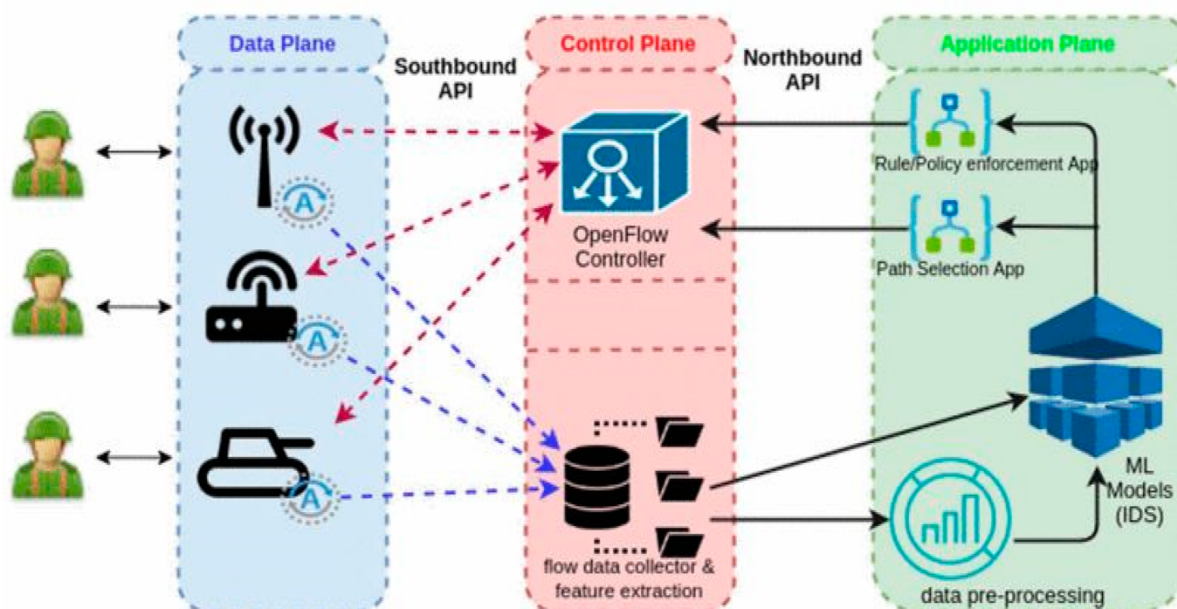 Data Plane
Control Plane
Application Plane
Southbound
API
Northbound
API
Rule/Policy enforcement App
OpenFlow
Controller
Path Selection App
A
A
A
ML
Models
(IDS)
flow data collector &
feature extraction
data pre-processing